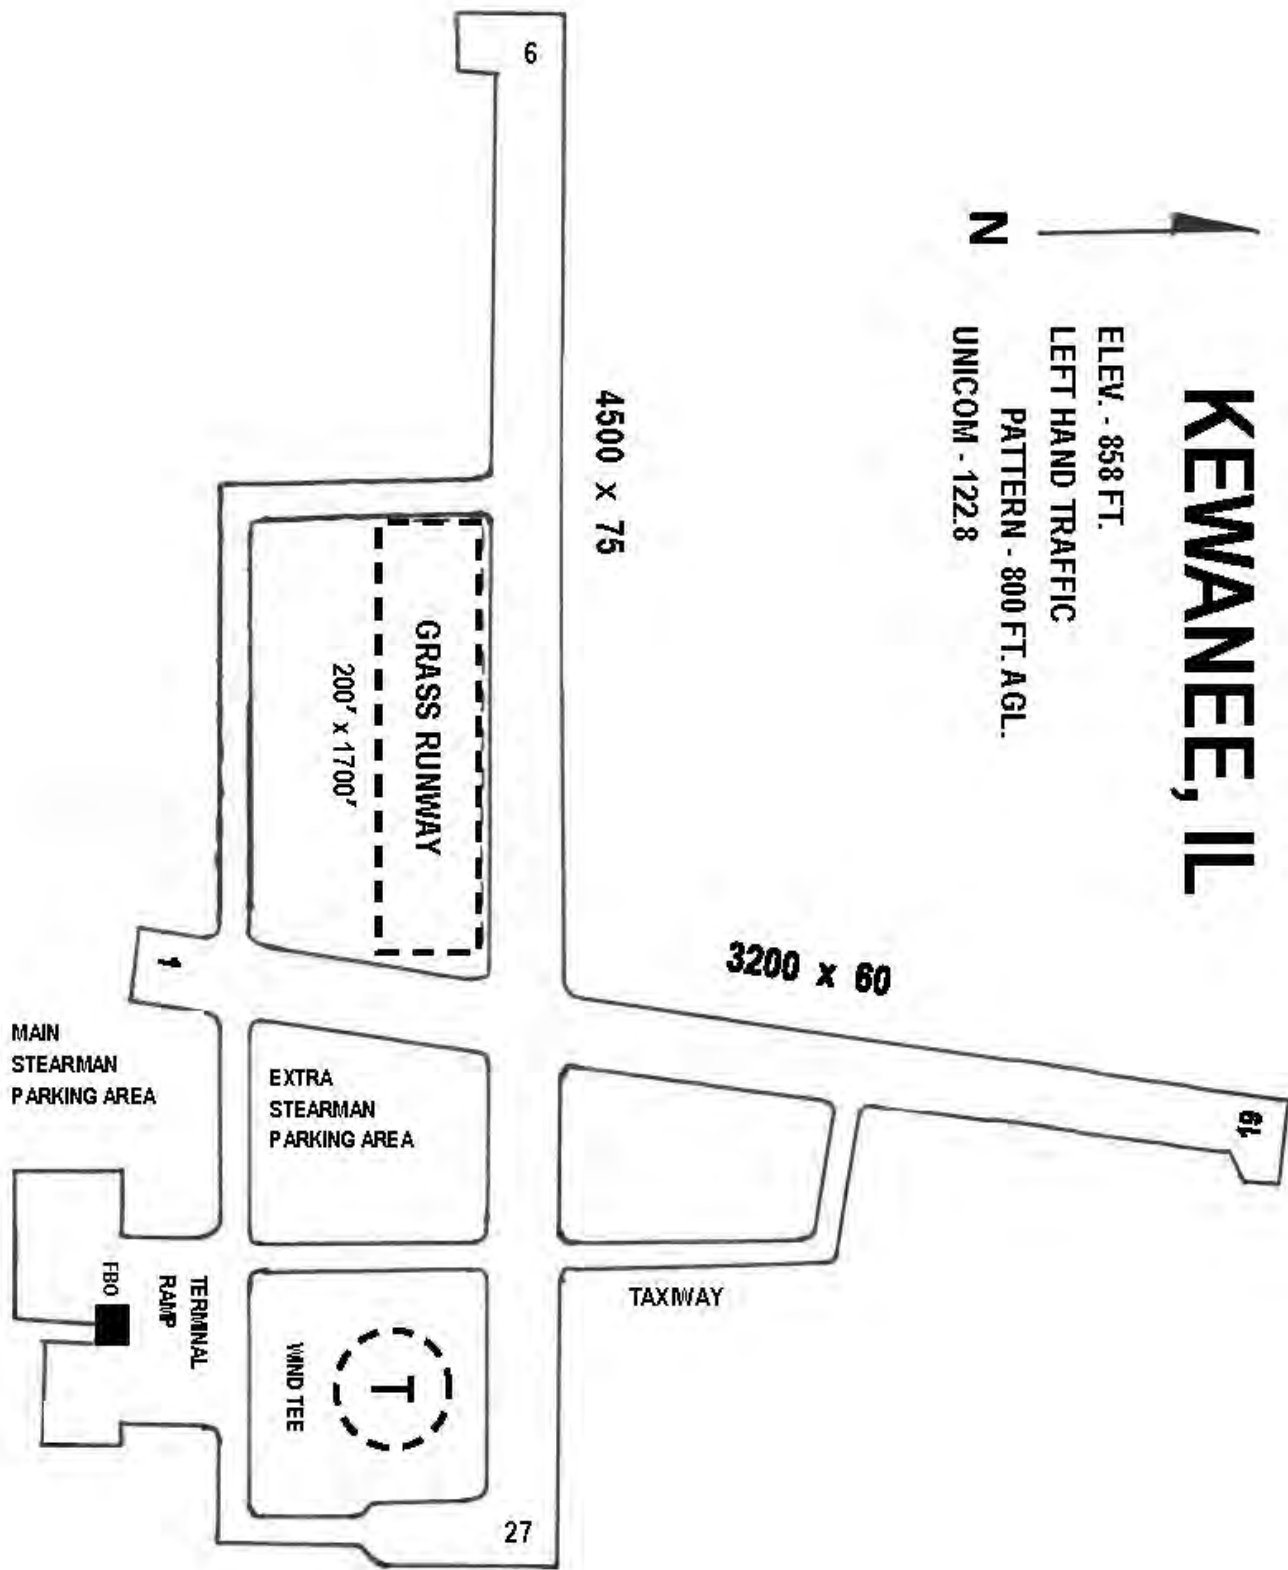 KEWANEE, IL
N
ELEV. - 858 FT.
LEFT HAND TRAFFIC
PATTERN - 800 FT. AGL.
UNICOM - 122.8
6
4500 x 75
GRASS RUNWAY
200' x 1700'
3200 x 60
19
1
MAIN
STEARMAN
PARKING AREA
EXTRA
STEARMAN
PARKING AREA
TAXIWAY
FBO
TERMINAL
RAMP
WIND TEE
T
27